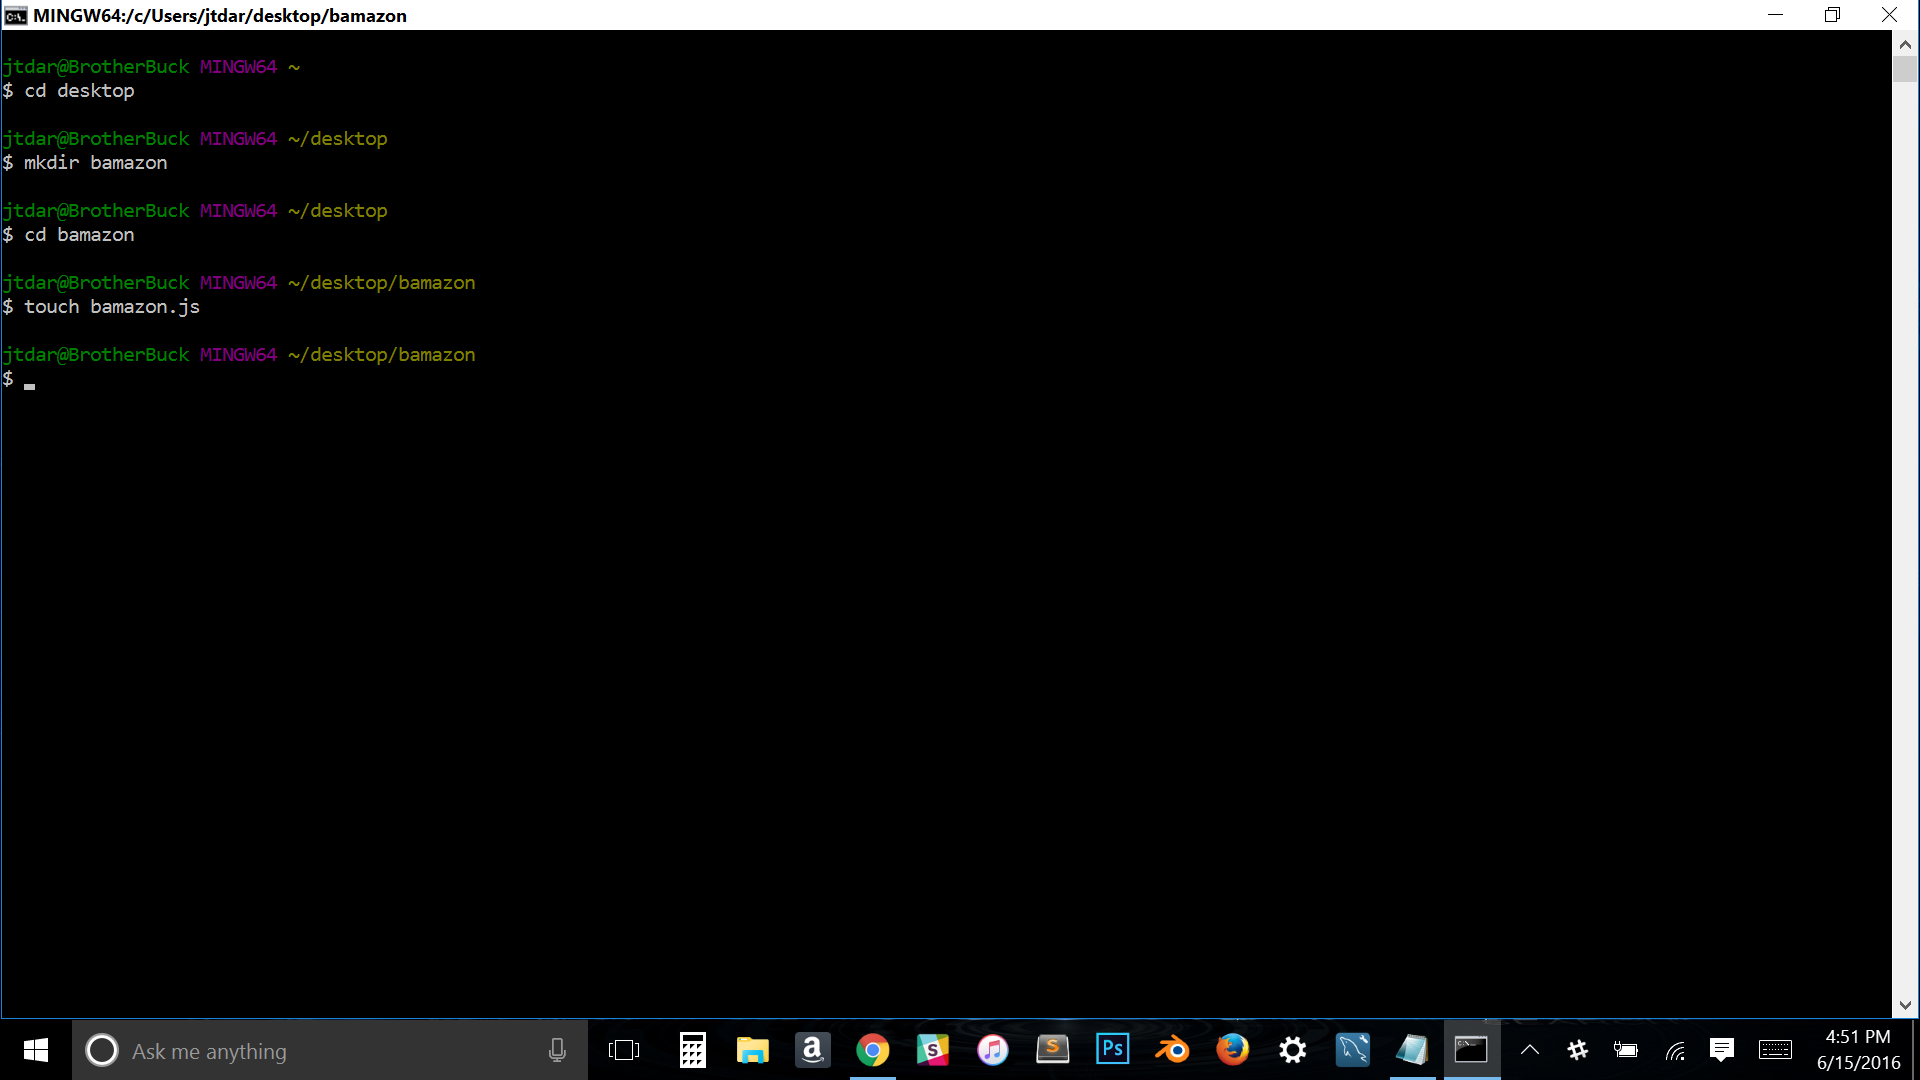 MINGW64:/c/Users/jtdar/desktop/bamazon
jtdar@BrotherBuck MINGW64 ~
$ cd desktop
jtdar@BrotherBuck MINGW64 ~/desktop
$ mkdir bamazon
jtdar@BrotherBuck MINGW64 ~/desktop
$ cd bamazon
jtdar@BrotherBuck MINGW64 ~/desktop/bamazon
$ touch bamazon.js
jtdar@BrotherBuck MINGW64 ~/desktop/bamazon
$
Ask me anything
a
S
S
Ps
4:51 PM
6/15/2016